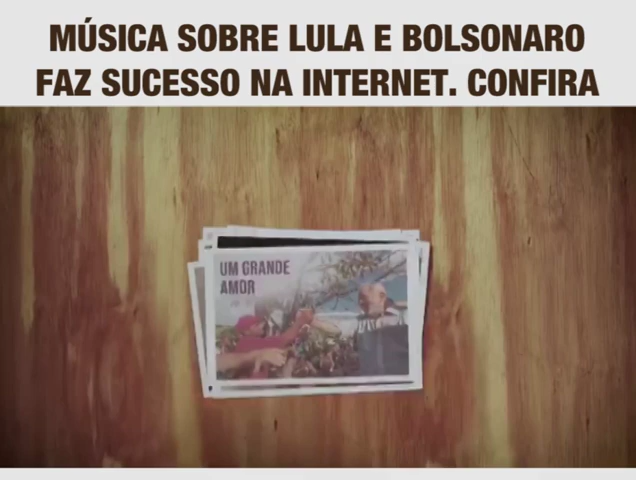 MÚSICA SOBRE LULA E BOLSONARO
FAZ SUCESSO NA INTERNET. CONFIRA
UM GRANDE
AMOR